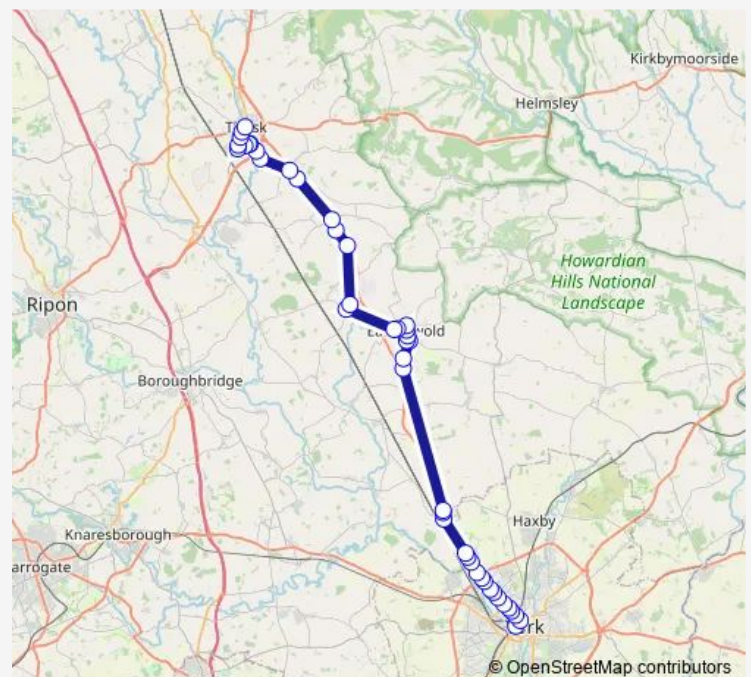 Kirkbymoorside
Helmsley
Howardian
Hills National
Landscape
Ripon
Boroughbridge
Knaresborough
Haxby
arrogate
© OpenStreetMap contributors